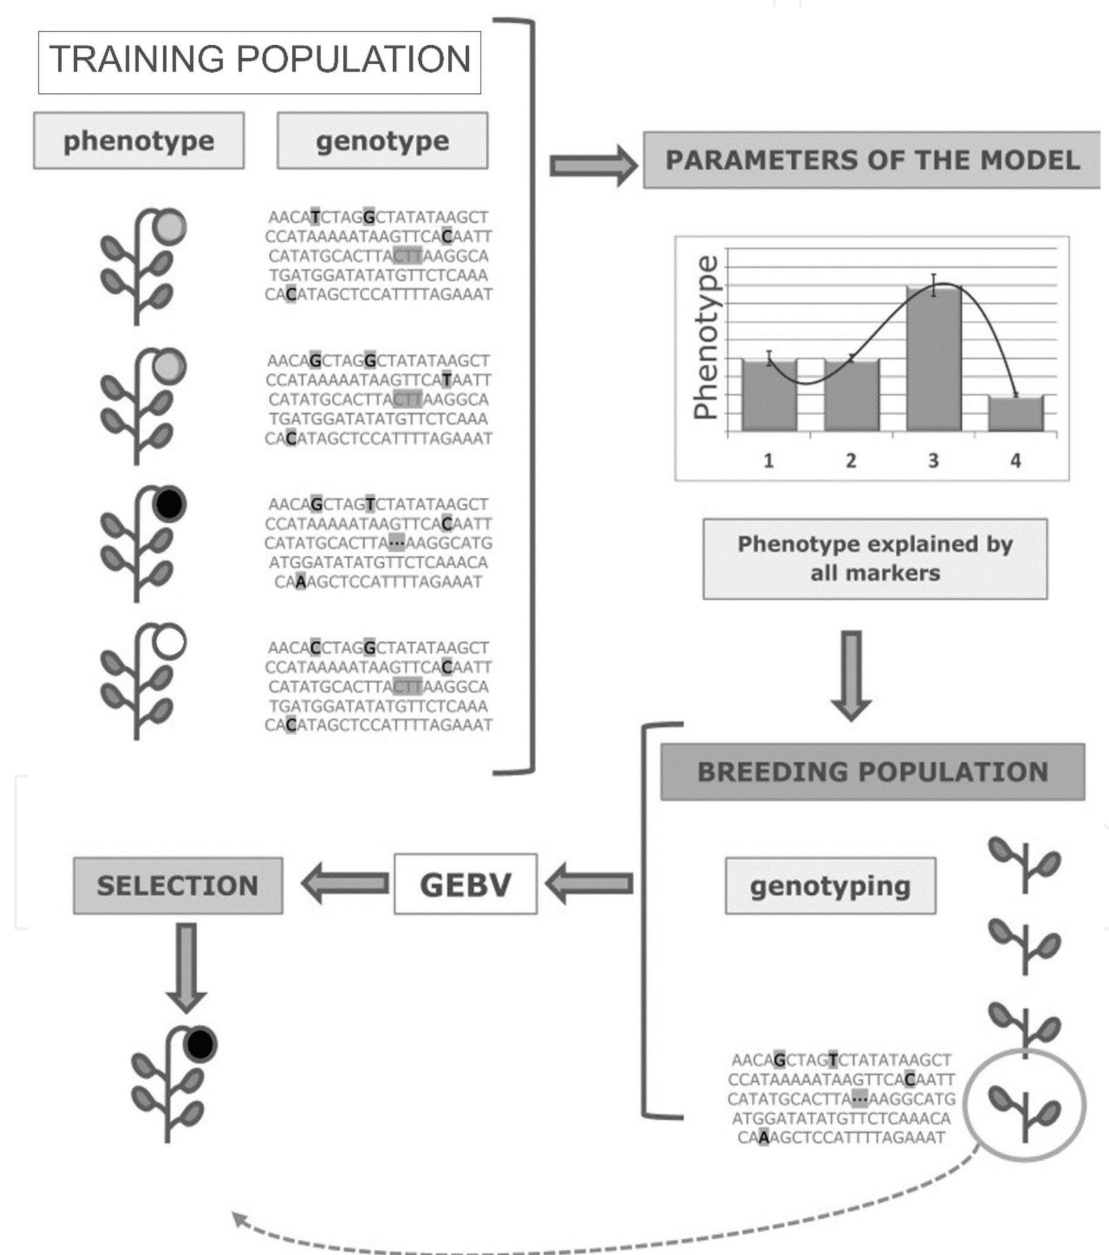 TRAINING POPULATION
phenotype
genotype
AACATCTAGGCTATATAAGCT
CCATAAAAATAAGTTCACAATT
CATATGCACTTACTTAAGGCA
TGATGGATATATGTTCTCAAA
CACATAGCTCCATTTTAGAAAT
AACAGCTAGGCTATATAAGCT
CCATAAAAATAAGTTCATAATT
CATATGCACTTACTTAAGGCA
TGATGGATATATGTTCTCAAA
CACATAGCTCCATTTTAGAAAT
AACAGCTAGTCTATATAAGCT
CCATAAAAATAAGTTCACAATT
CATATGCACTTA...AAGGCATG
ATGGATATATGTTCTCAAACA
CAAAGCTCCATTTTAGAAAT
AACACCTAGGCTATATAAGCT
CCATAAAAATAAGTTCACAATT
CATATGCACTTACTTAAGGCA
TGATGGATATATGTTCTCAAA
CACATAGCTCCATTTTAGAAAT
PARAMETERS OF THE MODEL
Phenotype
1 2 3 4
Phenotype explained by
all markers
BREEDING POPULATION
genotyping
AACAGCTAGTCTATATAAGCT
CCATAAAAATAAGTTCACAATT
CATATGCACTTA...AAGGCATG
ATGGATATATGTTCTCAAACA
CAAAGCTCCATTTTAGAAAT
GEBV
SELECTION